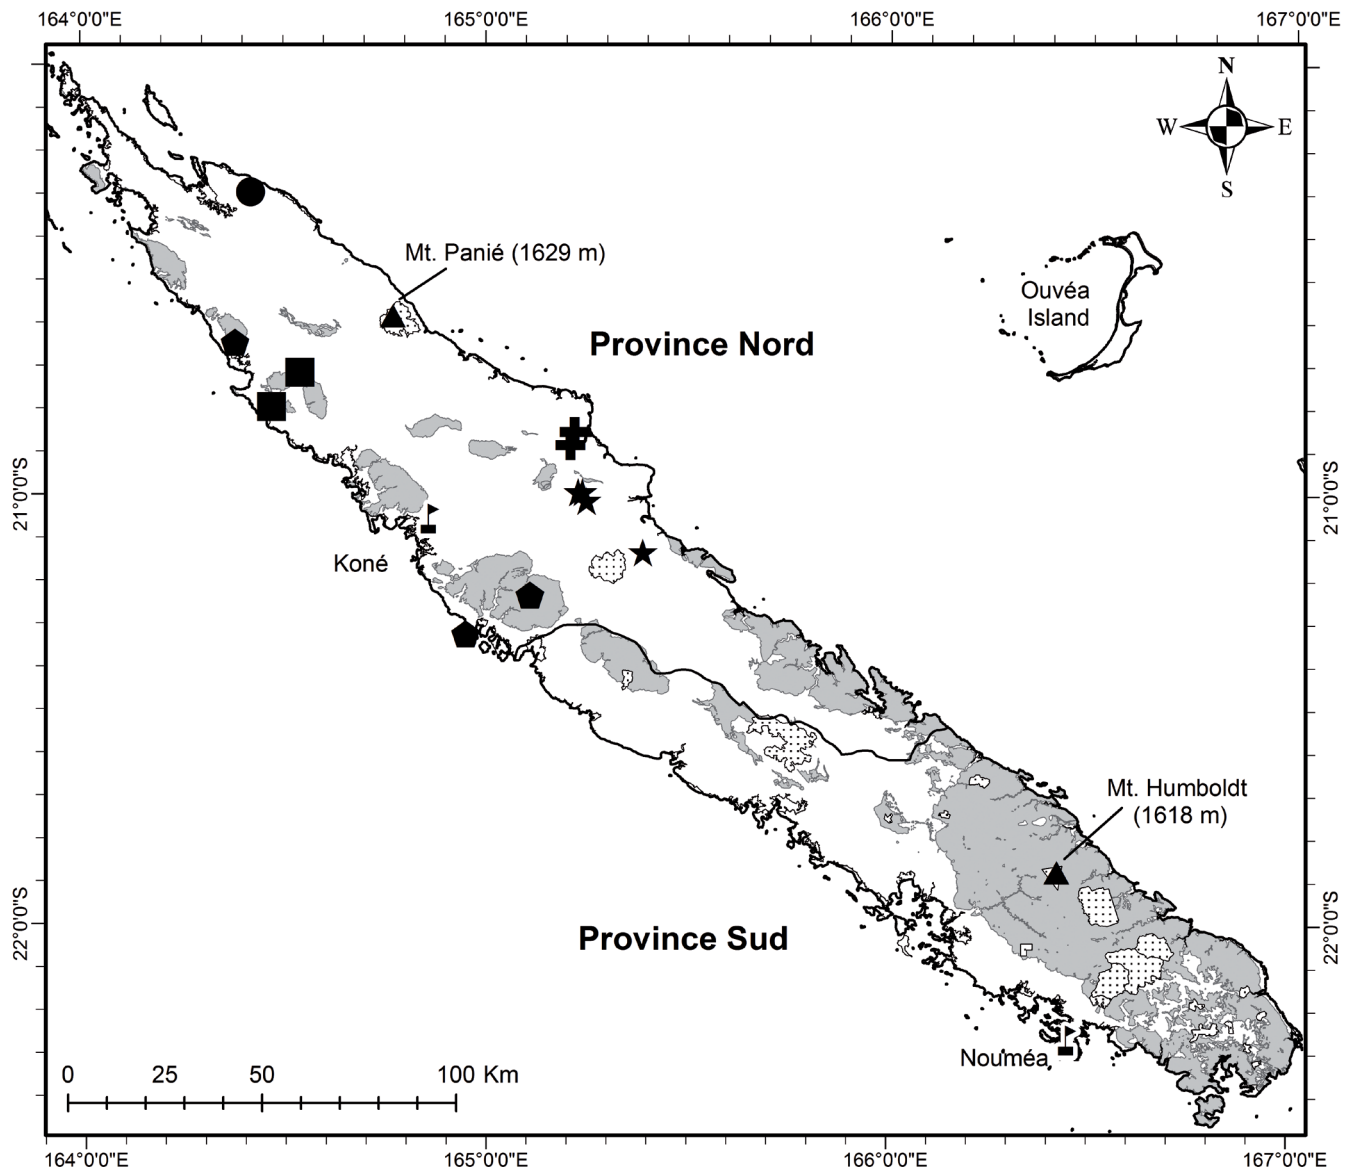 164°0'0"E
165°0'0"E
166°0'0"E
167°0'0"E
N
W
E
S
Mt. Panié (1629 m)
Ouvéa
Island
Province Nord
21°0'0"S
21°0'0"S
Koné
Mt. Humboldt
(1618 m)
22°0'0"S
22°0'0"S
Province Sud
Nouméa
0
25
50
100 Km
164°0'0"E
165°0'0"E
166°0'0"E
167°0'0"E